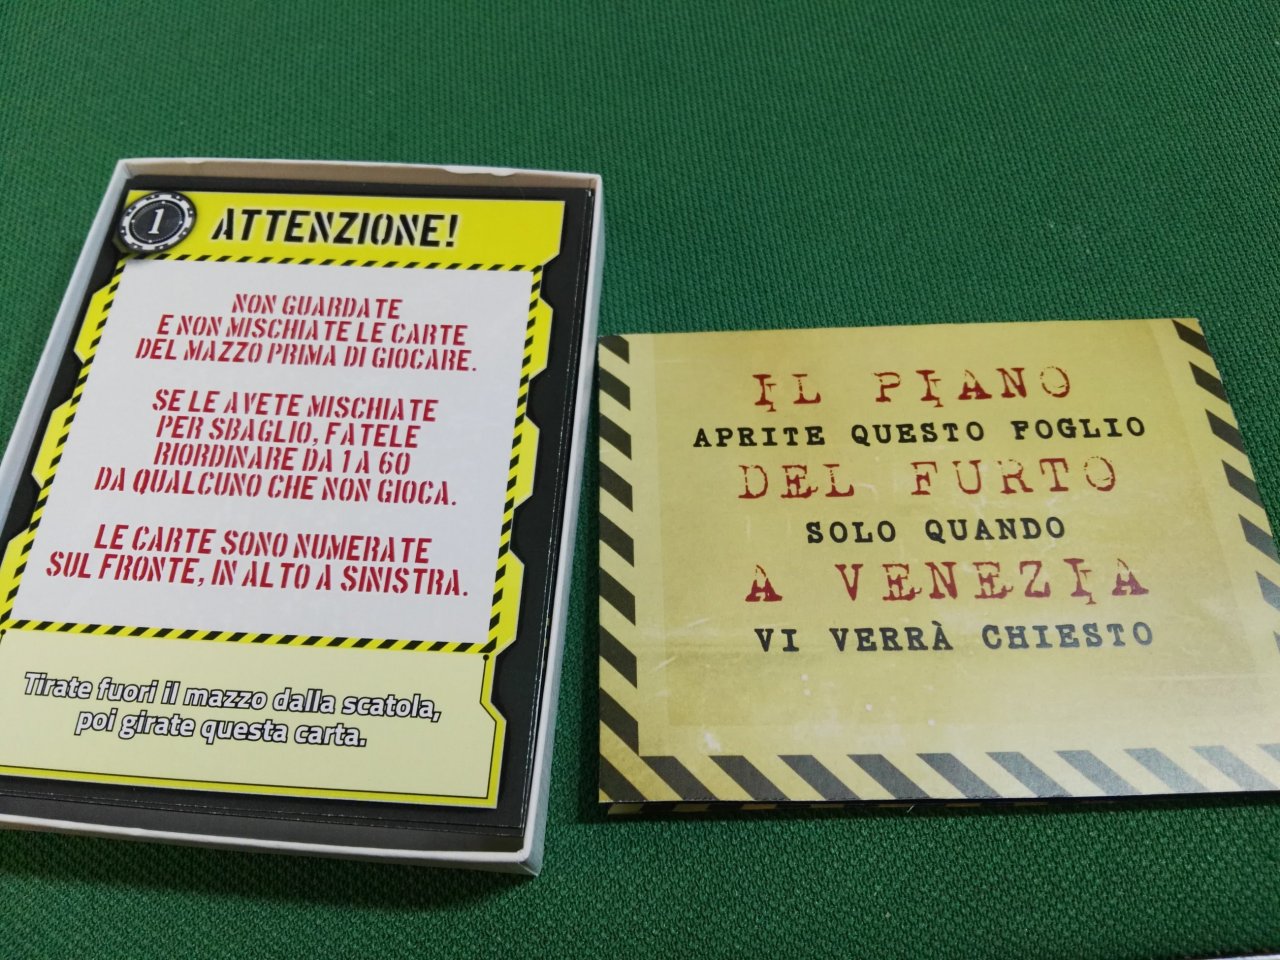 1
ATTENZIONE!
NON GUARDATE
E NON MISCHIATE LE CARTE
DEL MAZZO PRIMA DI GIOCARE.
SE LE AVETE MISCHIATE
PER SBAGLIO, FATELE
RIORDINARE DA 1 A 60
DA QUALCUNO CHE NON GIOCA.
LE CARTE SONO NUMERATE
SUL FRONTE, IN ALTO A SINISTRA.
Tirate fuori il mazzo dalla scatola,
poi girate questa carta.
IL PIANO
APRITE QUESTO FOGLIO
DEL FURTO
SOLO QUANDO
A VENEZIA
VI VERRÀ CHIESTO